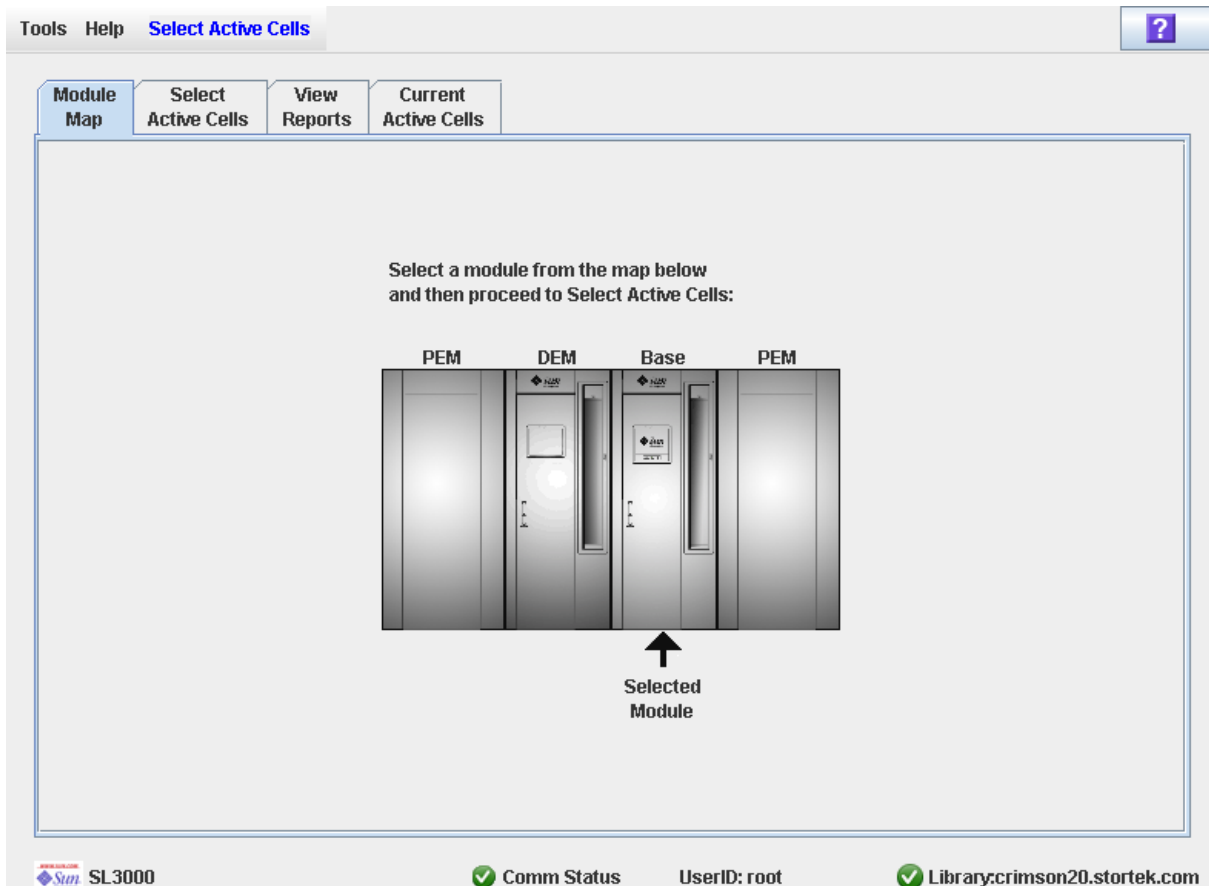 Tools Help Select Active Cells
?
Module Map
Select Active Cells
View Reports
Current Active Cells
Select a module from the map below
and then proceed to Select Active Cells:
PEM DEM Base PEM
Sun
Selected
Module
Sun SL3000 Comm Status UserID: root Library:crimson20.stortek.com